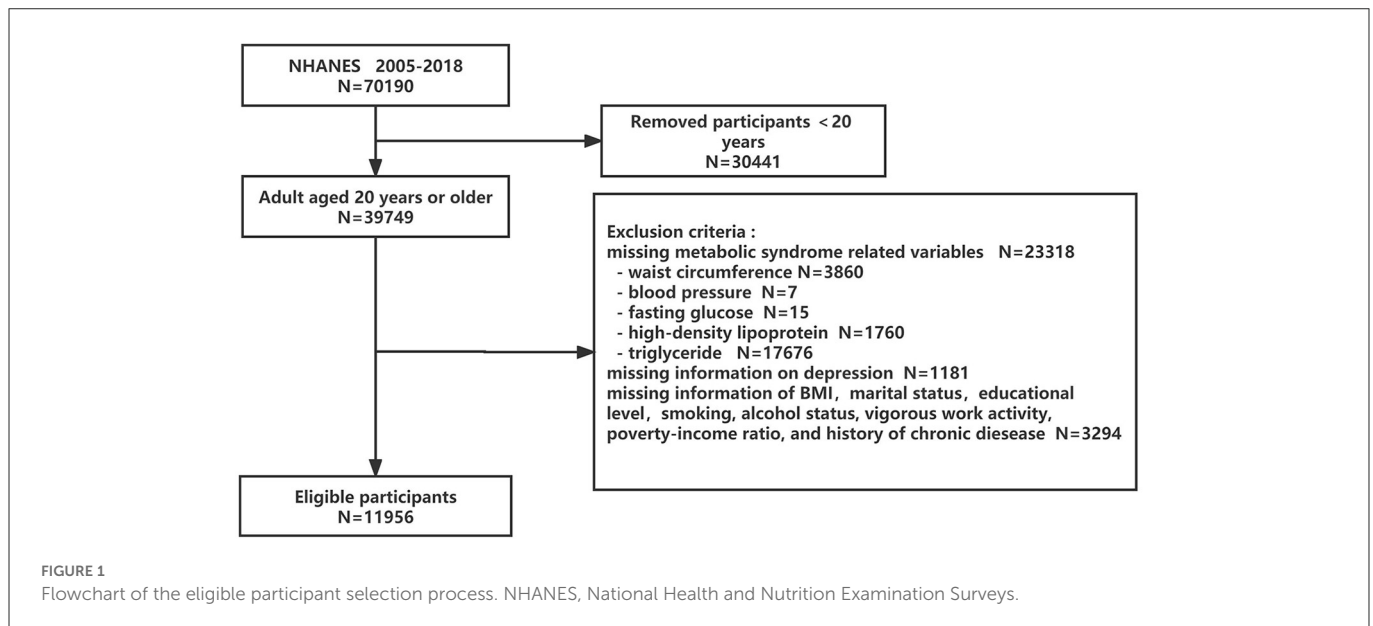 NHANES 2005-2018
N=70190
Removed participants <20
years
N=30441
Adult aged 20 years or older
N=39749
Exclusion criteria :
missing metabolic syndrome related variables N=23318
- waist circumference N=3860
- blood pressure N=7
- fasting glucose N=15
- high-density lipoprotein N=1760
- triglyceride N=17676
missing information on depression N=1181
missing information of BMI, marital status, educational
level, smoking, alcohol status, vigorous work activity,
poverty-income ratio, and history of chronic diesease N=3294
Eligible participants
N=11956
FIGURE 1
Flowchart of the eligible participant selection process. NHANES, National Health and Nutrition Examination Surveys.